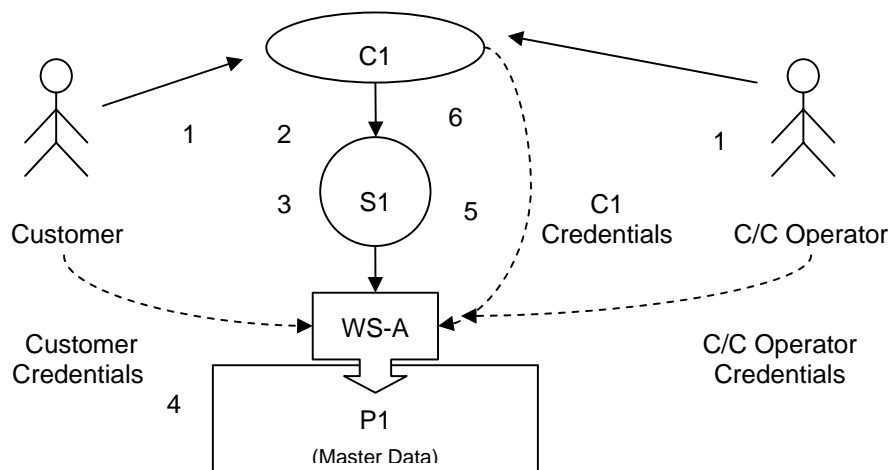 C1
1
2
6
1
3
S1
5
Customer
C1
Credentials
C/C Operator
WS-A
Customer
Credentials
C/C Operator
Credentials
4
P1
(Master Data)